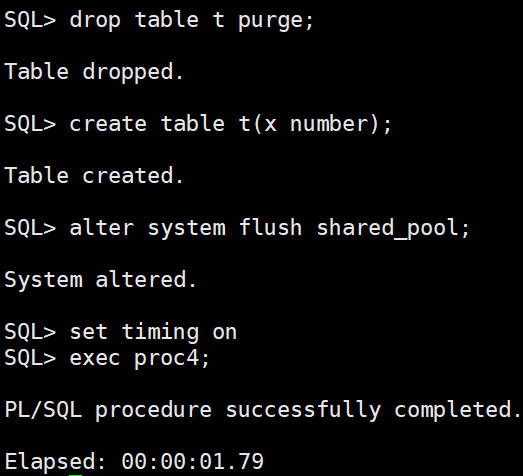 SQL> drop table t purge;
Table dropped.
SQL> create table t(x number);
Table created.
SQL> alter system flush shared_pool;
System altered.
SQL> set timing on
SQL> exec proc4;
PL/SQL procedure successfully completed.
Elapsed: 00:00:01.79